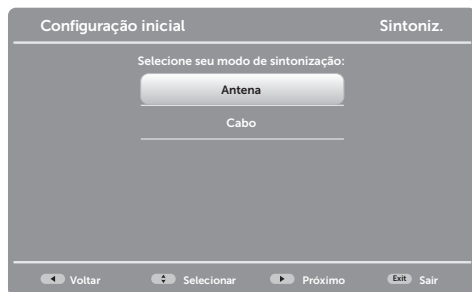 Configuração inicial Sintoniz.
Selecione seu modo de sintonização:
Antena
Cabo
Voltar Selecionar Próximo Exit Sair